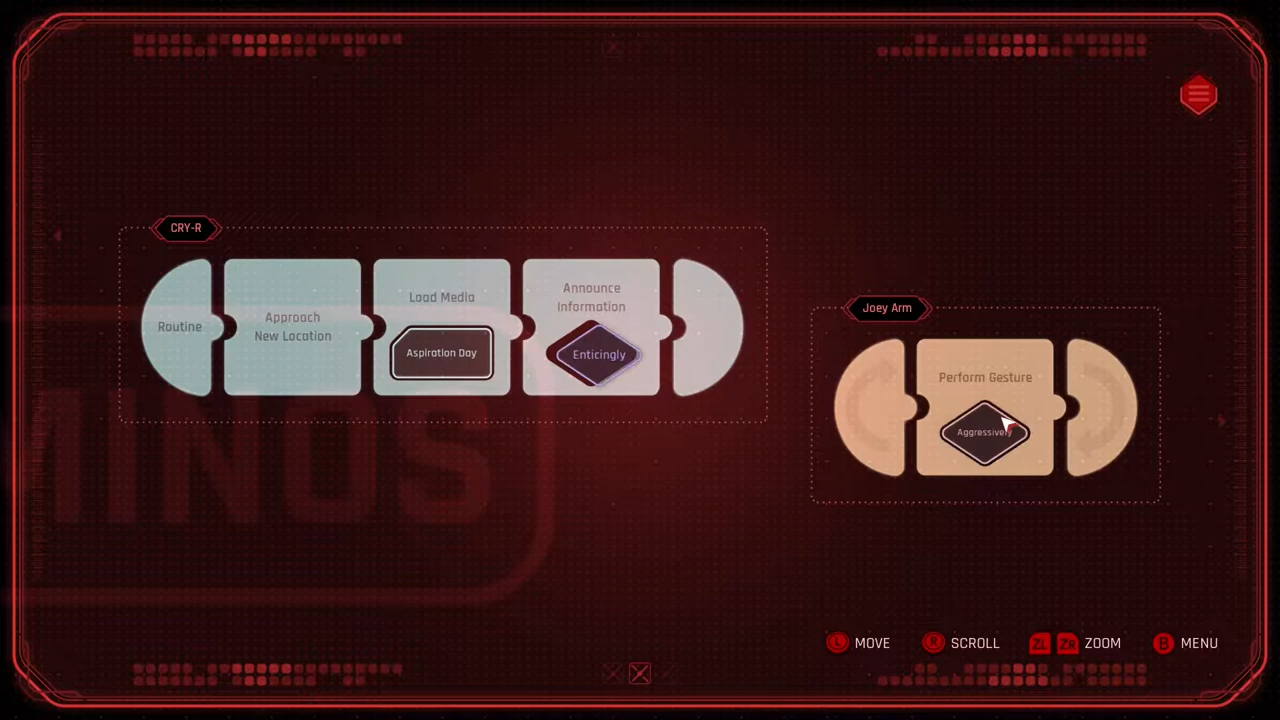 CRY-R
Routine
Approach
New Location
Load Media
Aspiration Day
Announce
Information
Enticingly
Joey Arm
Perform Gesture
Aggressively
MINOS
L MOVE
R SCROLL
ZL ZR ZOOM
B MENU